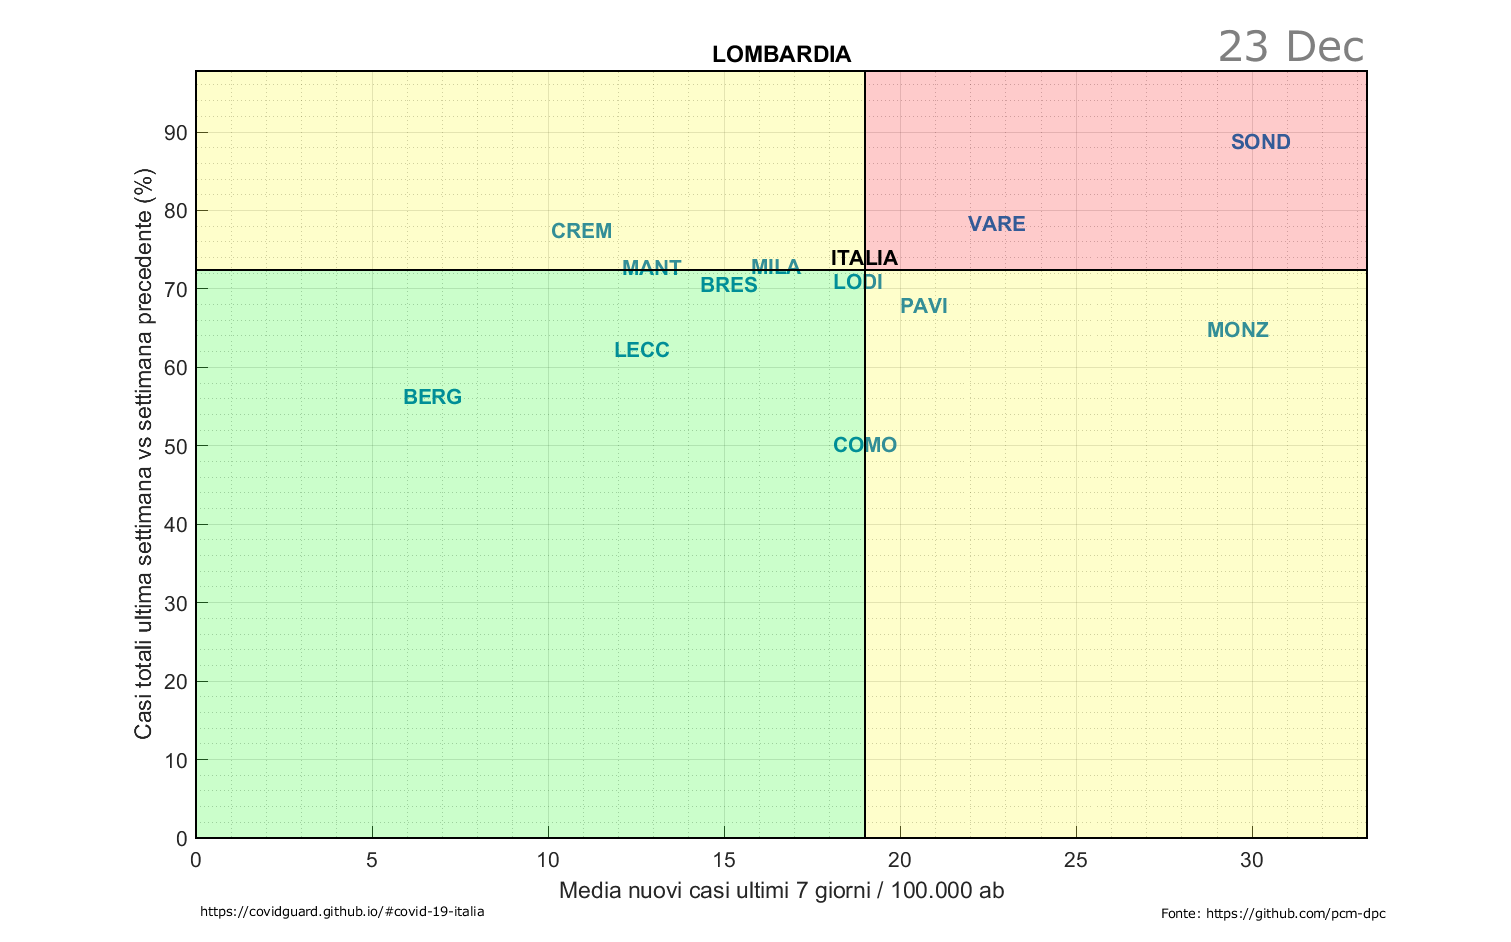 23 Dec
LOMBARDIA
Casi totali ultima settimana vs settimana precedente (%)
90
80
70
60
50
40
30
20
10
0
SOND
VARE
CREM
ITALIA
MANT
MILA
LODI
BRES
PAVI
MONZ
LECC
BERG
COMO
0 5 10 15 20 25 30
Media nuovi casi ultimi 7 giorni / 100.000 ab
https://covidguard.github.io/#covid-19-italia
Fonte: https://github.com/pcm-dpc